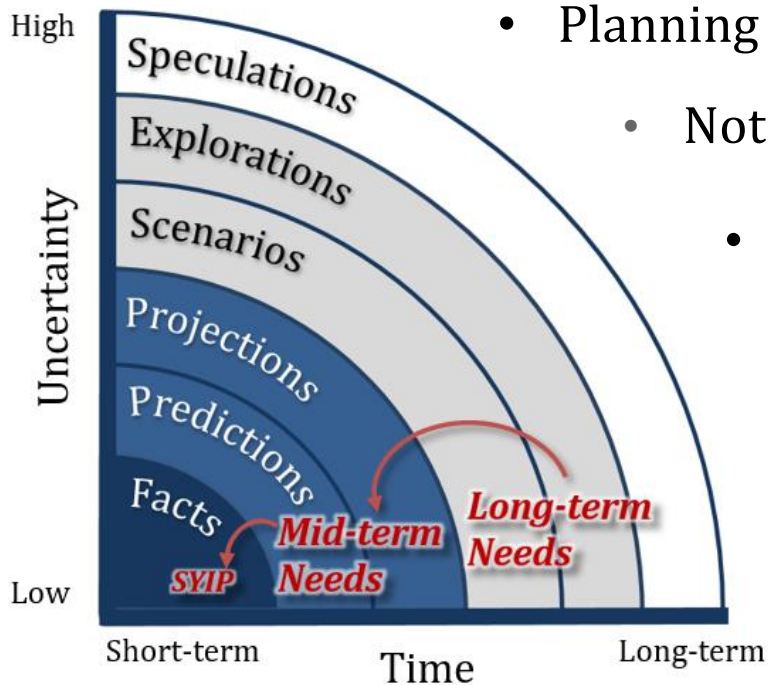 High
• Planning
Speculations
Explorations
• Not
Scenarios
•
Projections
Uncertainty
Predictions
Facts
Long-term
Needs
Mid-term
Needs
SYIP
Low
Short-term
Time
Long-term